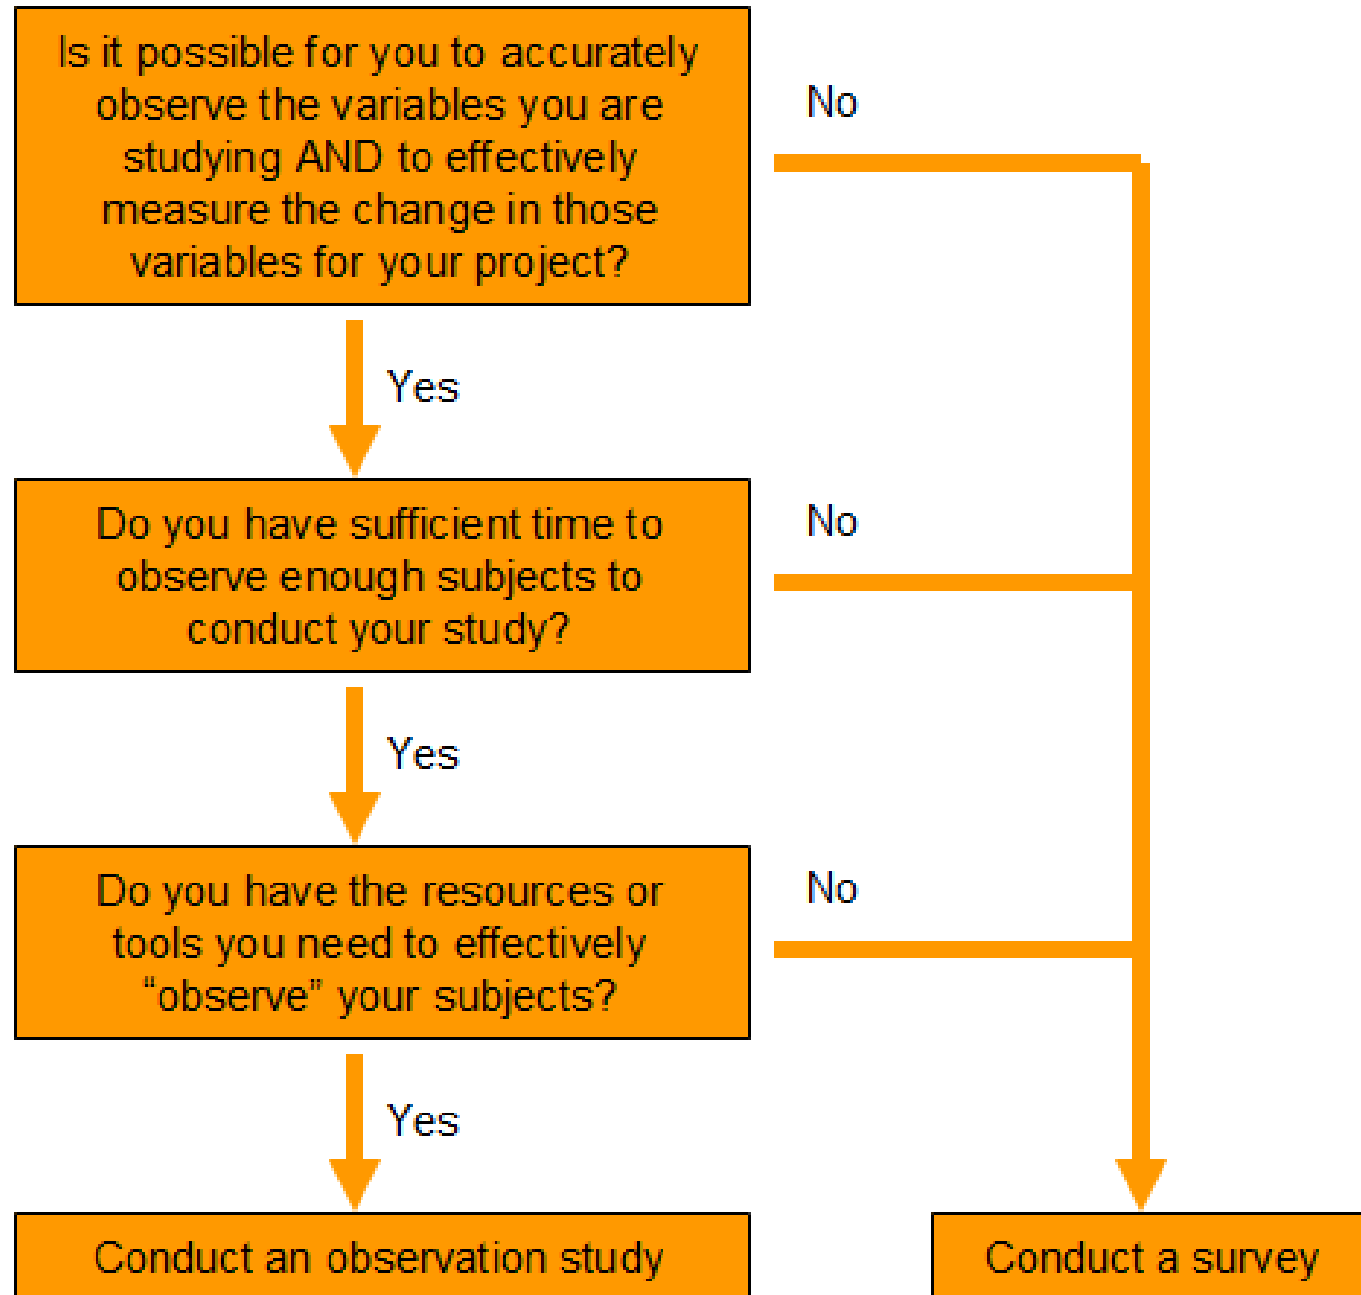 Is it possible for you to accurately
observe the variables you are
studying AND to effectively
measure the change in those
variables for your project?
No
Yes
Do you have sufficient time to
observe enough subjects to
conduct your study?
No
Yes
Do you have the resources or
tools you need to effectively
“observe” your subjects?
No
Yes
Conduct an observation study
Conduct a survey